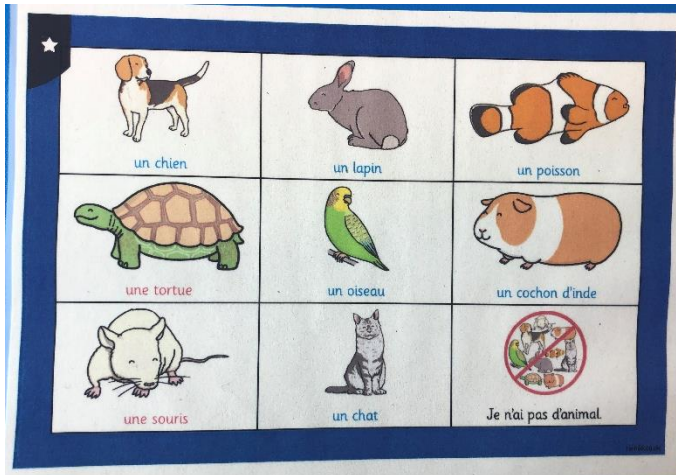 un chien
un lapin
un poisson
une tortue
un oiseau
un cochon d'inde
une souris
un chat
Je n'ai pas d'animal.